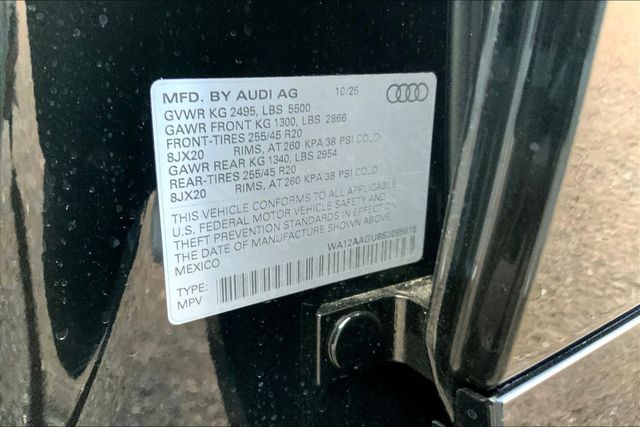 MFD. BY AUDI AG 10/25
GVWR KG 2495, LBS 5500
GAWR FRONT KG 1300, LBS 2866
FRONT-TIRES 255/45 R20
8JX20 RIMS, AT 260 KPA 38 PSI COLD
GAWR REAR KG 1340, LBS 2954
REAR-TIRES 255/45 R20
8JX20 RIMS, AT 260 KPA 38 PSI COLD
THIS VEHICLE CONFORMS TO ALL APPLICABLE
U.S. FEDERAL MOTOR VEHICLE SAFETY AND
THEFT PREVENTION STANDARDS IN EFFECT ON
THE DATE OF MANUFACTURE SHOWN ABOVE
MEXICO
TYPE:
MPV